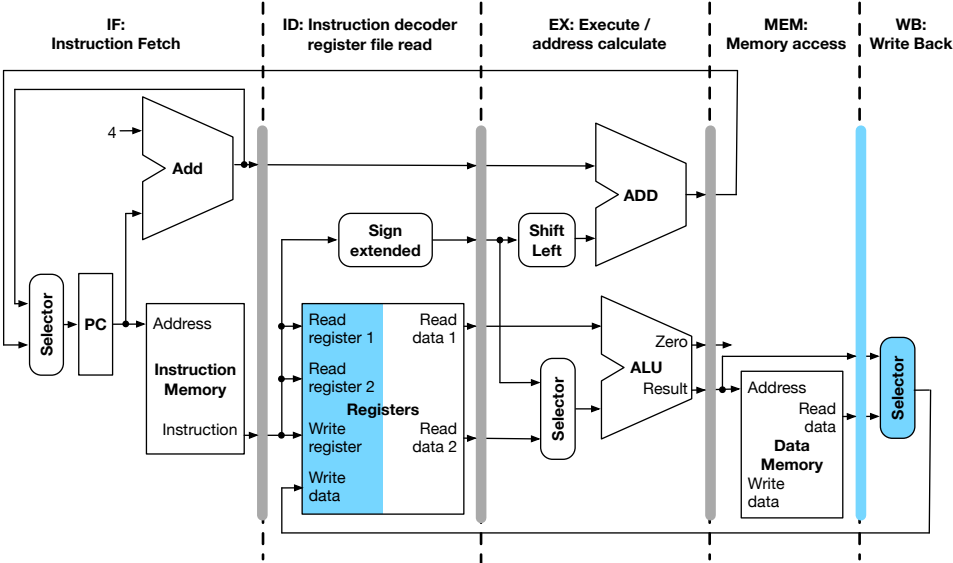 IF:
Instruction Fetch
ID: Instruction decoder
register file read
EX: Execute /
address calculate
MEM:
Memory access
WB:
Write Back
4
Add
ADD
Sign
extended
Shift
Left
Selector
PC
Address
Instruction
Memory
Instruction
Read
register 1
Read
register 2
Registers
Write
register
Write
data
Read
data 1
Read
data 2
Selector
Zero
ALU
Result
Address
Read
data
Data
Memory
Write
data
Selector